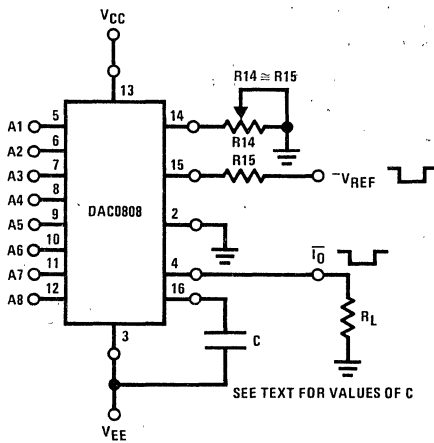 VCC
13
R14 ≅ R15
A1 5
14
R14
A2 6
A3 7
15
R15
-VREF
A4 8
DAC0808
A5 9
2
A6 10
A7 11
4
IO
A8 12
16
RL
3
C
SEE TEXT FOR VALUES OF C
VEE